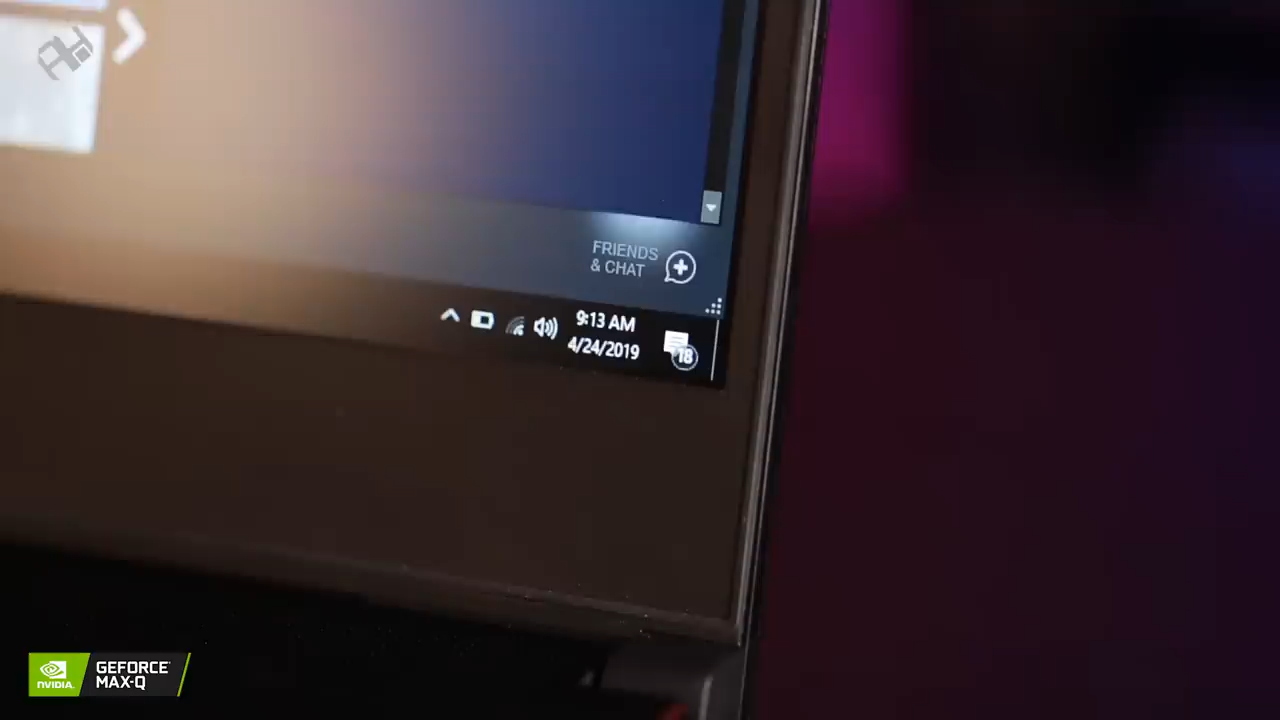 FRIENDS
& CHAT
9:13 AM
4/24/2019
18
NVIDIA.
GEFORCE
MAX-Q